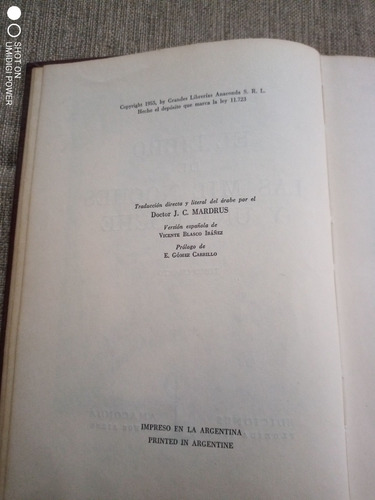 Copyright 1955, by Grandes Librerías Anaconda S. R. L.
Hecho el depósito que marca la ley 11.723
Traducción directa y literal del árabe por el
Doctor J. C. MARDRUS
Versión española de
VICENTE BLASCO IBÁÑEZ
Prólogo de
E. GÓMEZ CARRILLO
IMPRESO EN LA ARGENTINA
PRINTED IN ARGENTINE
SHOT ON
UMIDIGI POWER